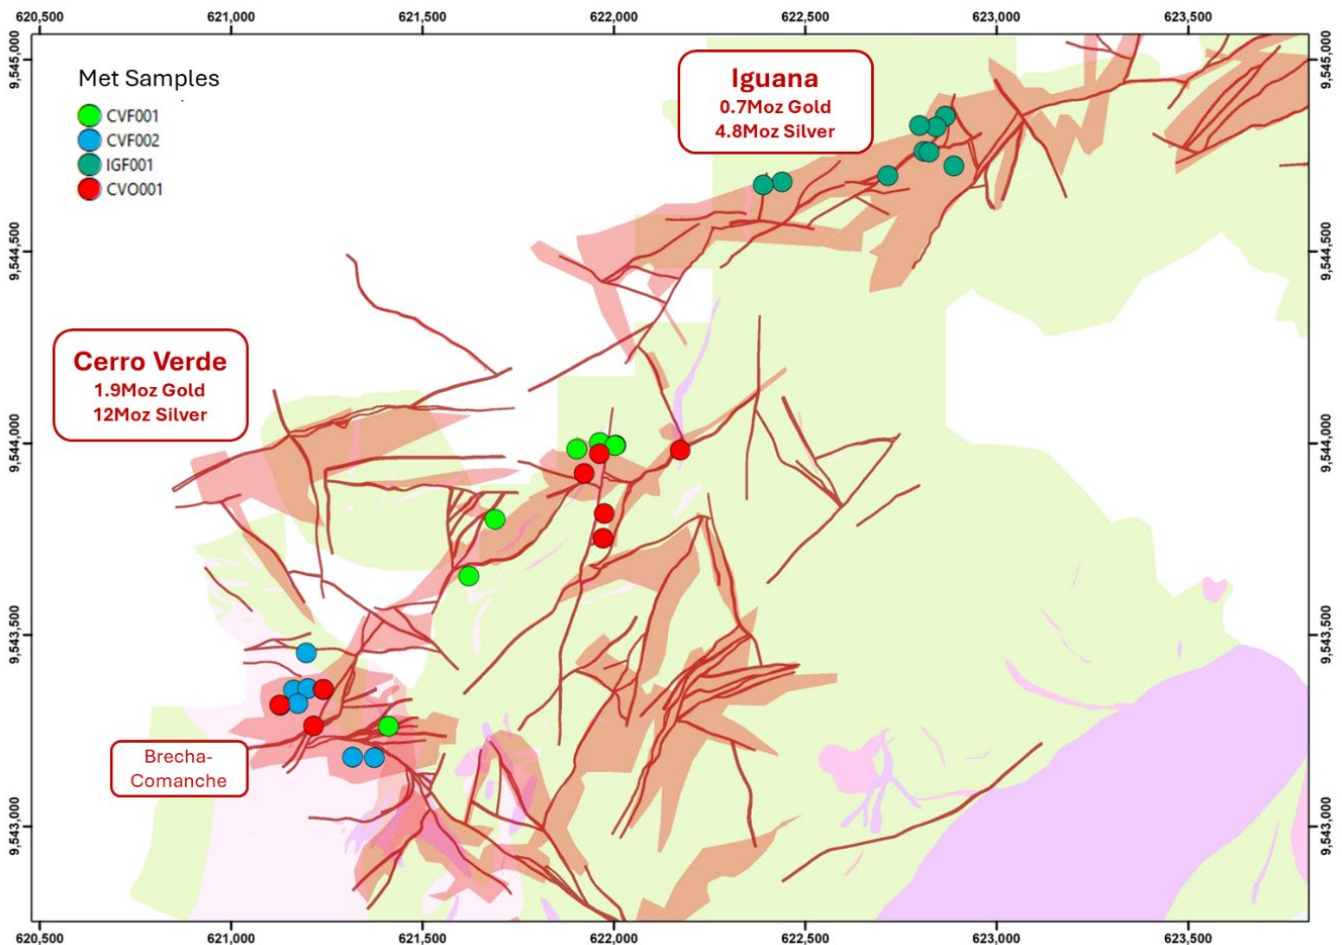 620,500 621,000 621,500 622,000 622,500 623,000 623,500
9,545,000
9,545,000
Met Samples
CVF001
CVF002
IGF001
CVO001
Iguana
0.7Moz Gold
4.8Moz Silver
9,544,500
9,544,500
Cerro Verde
1.9Moz Gold
12Moz Silver
9,544,000
9,544,000
9,543,500
9,543,500
Brecha-
Comanche
9,543,000
9,543,000
620,500 621,000 621,500 622,000 622,500 623,000 623,500